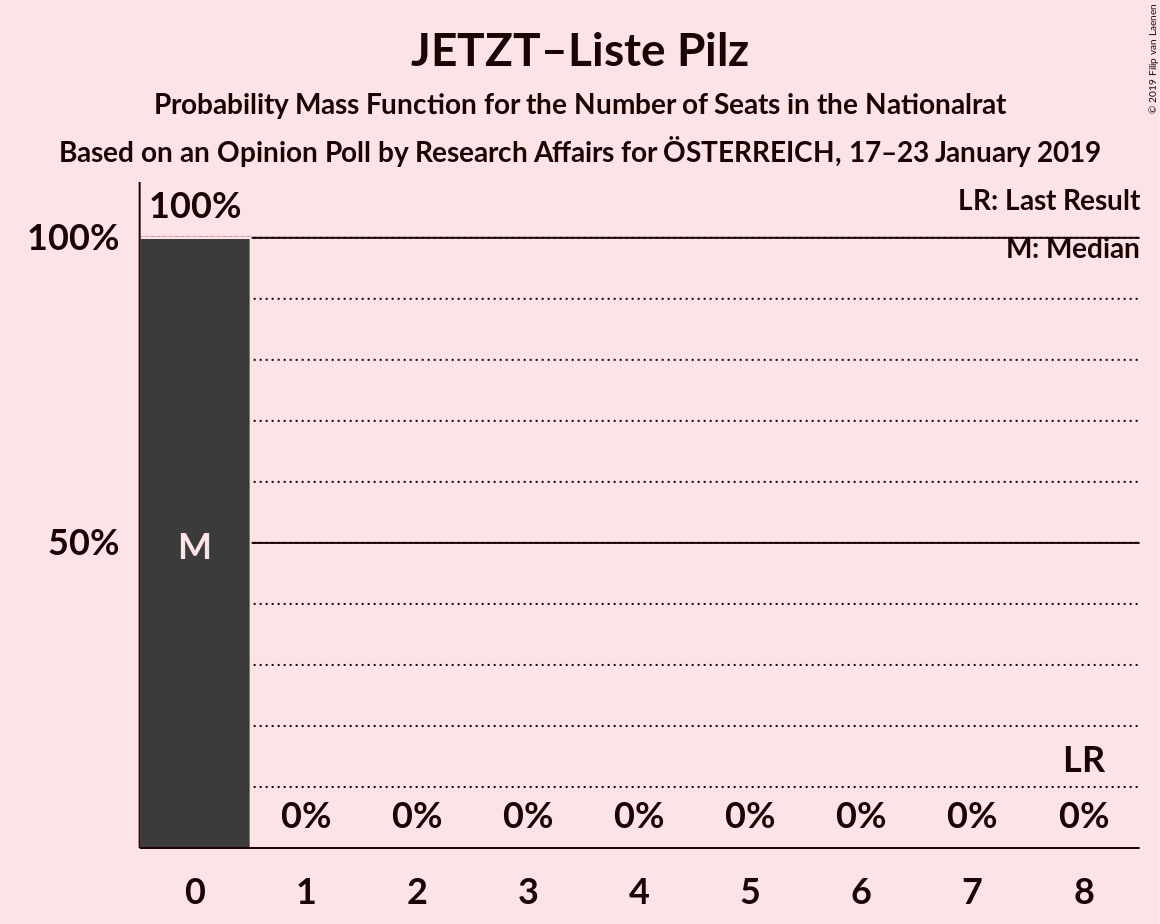 JETZT–Liste Pilz
Probability Mass Function for the Number of Seats in the Nationalrat
Based on an Opinion Poll by Research Affairs for ÖSTERREICH, 17–23 January 2019
© 2019 Filip van Laenen
LR: Last Result
M: Median
100%
100%
50%
M
LR
0% 0% 0% 0% 0% 0% 0% 0%
0 1 2 3 4 5 6 7 8